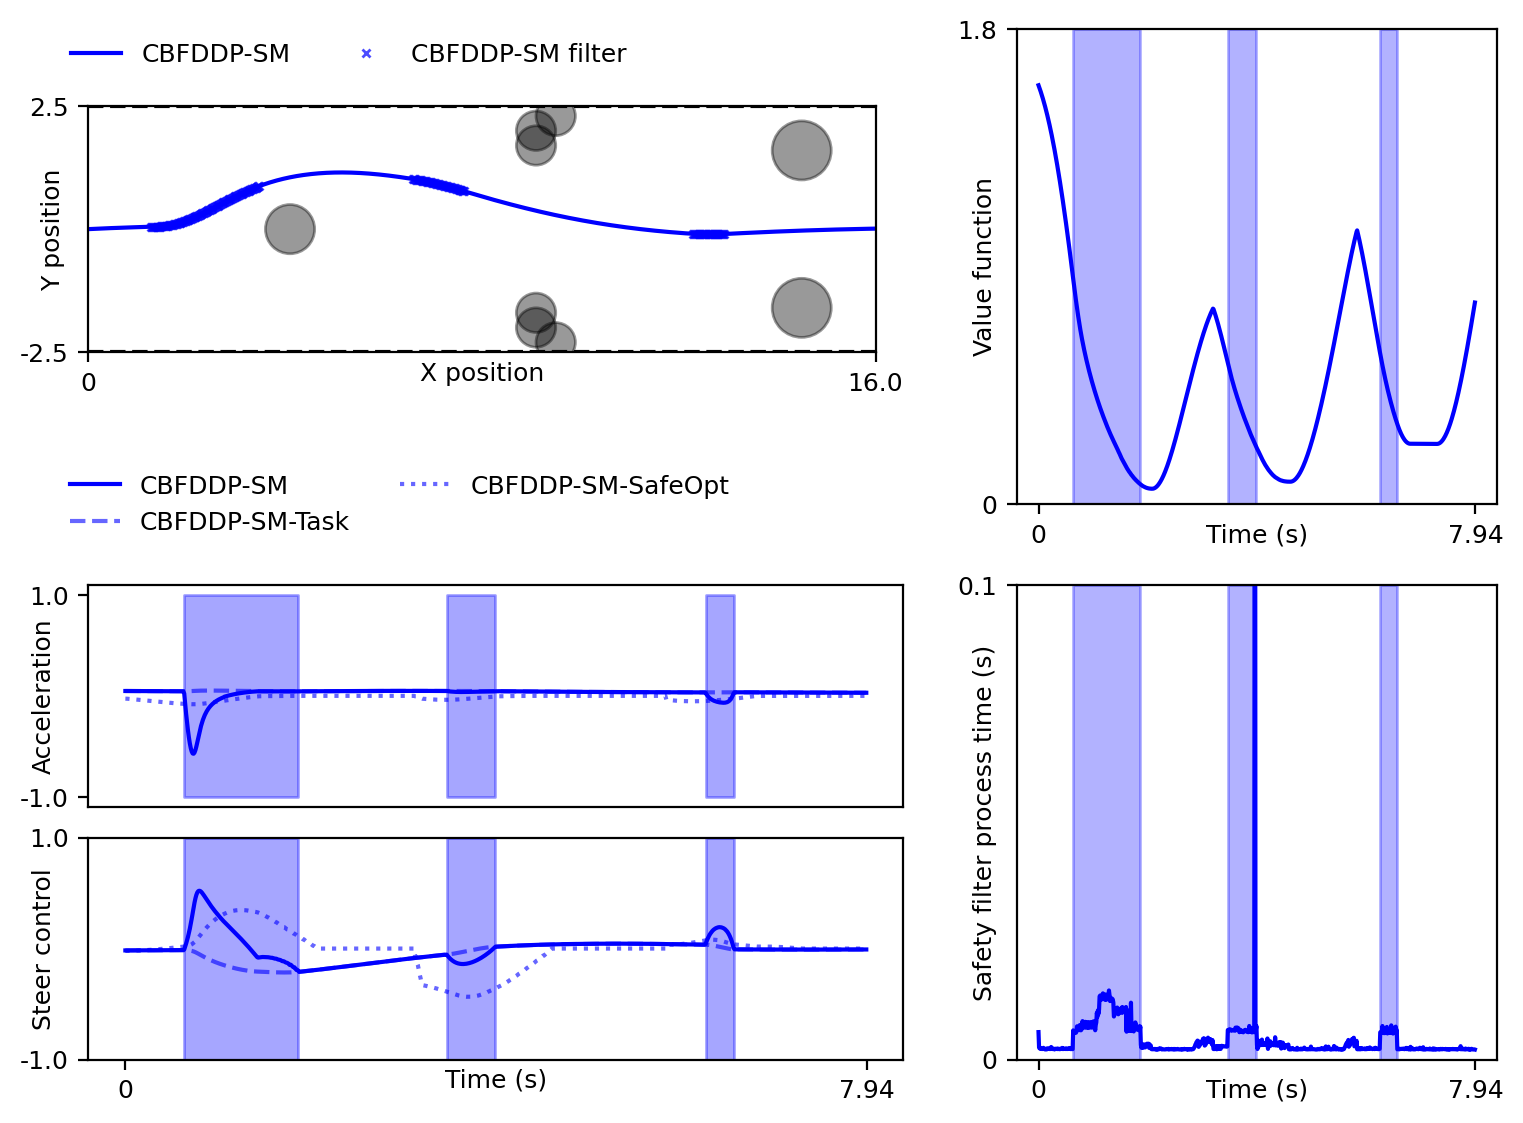 CBFDDP-SM
CBFDDP-SM filter
2.5
Y position
-2.5
0
X position
16.0
1.8
Value function
0
0
Time (s)
7.94
CBFDDP-SM
CBFDDP-SM-SafeOpt
CBFDDP-SM-Task
1.0
Acceleration
-1.0
1.0
Steer control
-1.0
0
Time (s)
7.94
0.1
Safety filter process time (s)
0
0
Time (s)
7.94